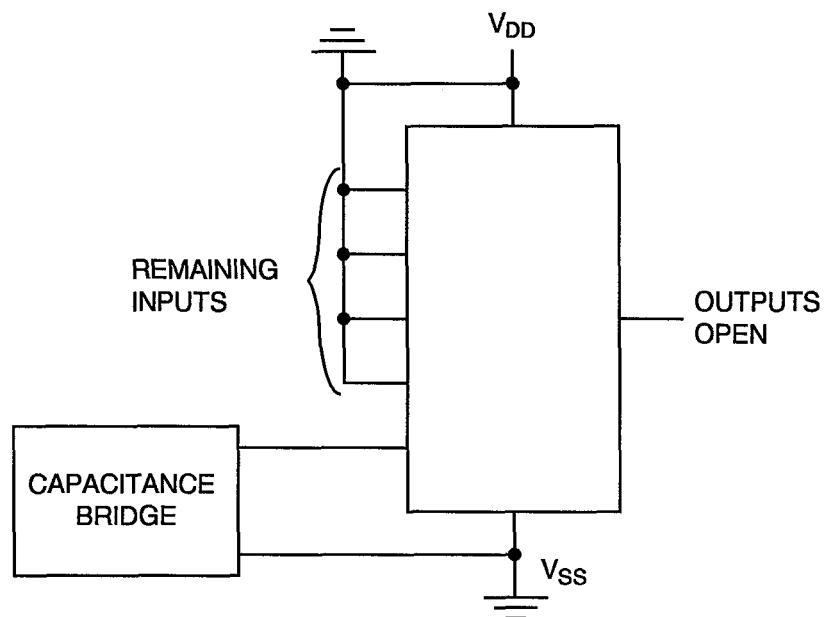 VDD
REMAINING
INPUTS
OUTPUTS
OPEN
CAPACITANCE
BRIDGE
VSS